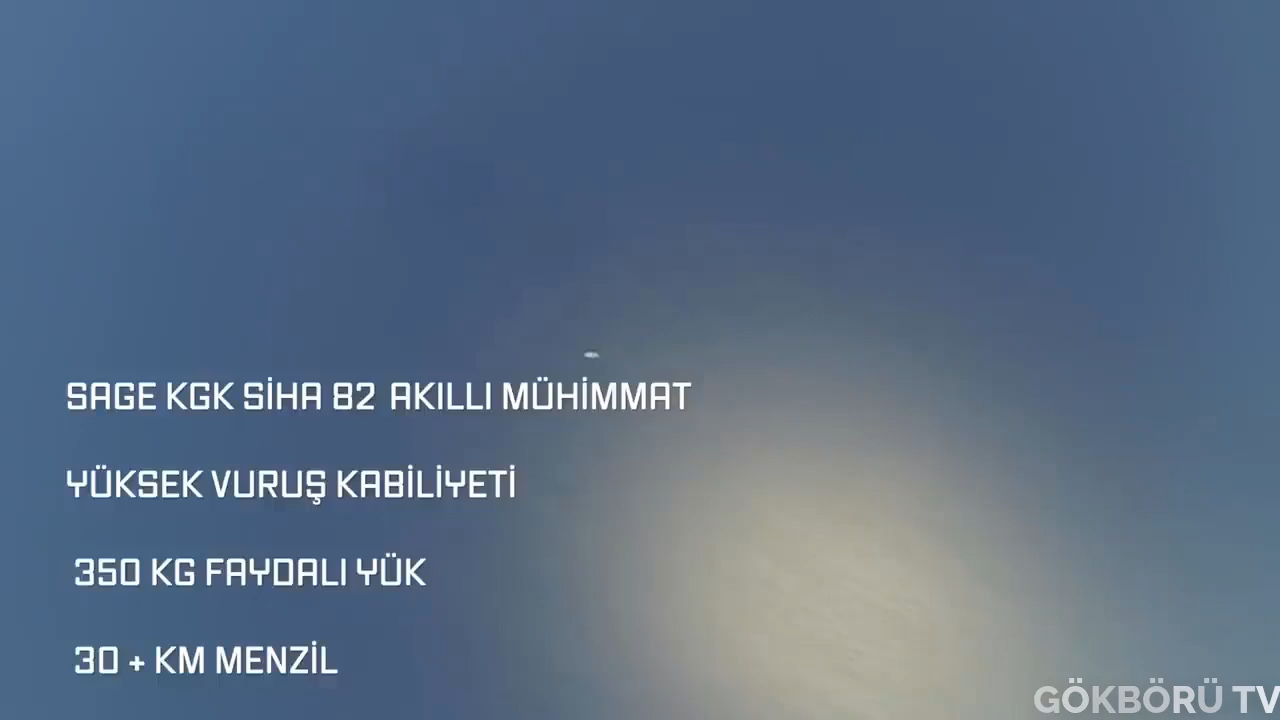 SAGE KGK SİHA 82 AKILLI MÜHİMMAT
YÜKSEK VURUŞ KABİLİYETİ
350 KG FAYDALI YÜK
30 + KM MENZİL
GÖKBÖRÜ TV